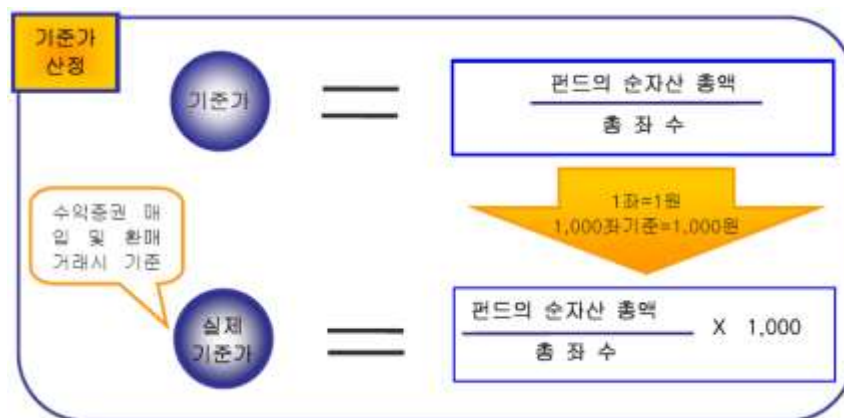 기준가
산정
기준가
펀드의 순자산 총액
총 좌 수
1좌=1원
1,000좌기준=1,000원
수익증권 매
입 및 환매
거래시 기준
실제
기준가
펀드의 순자산 총액
총 좌 수
X 1,000